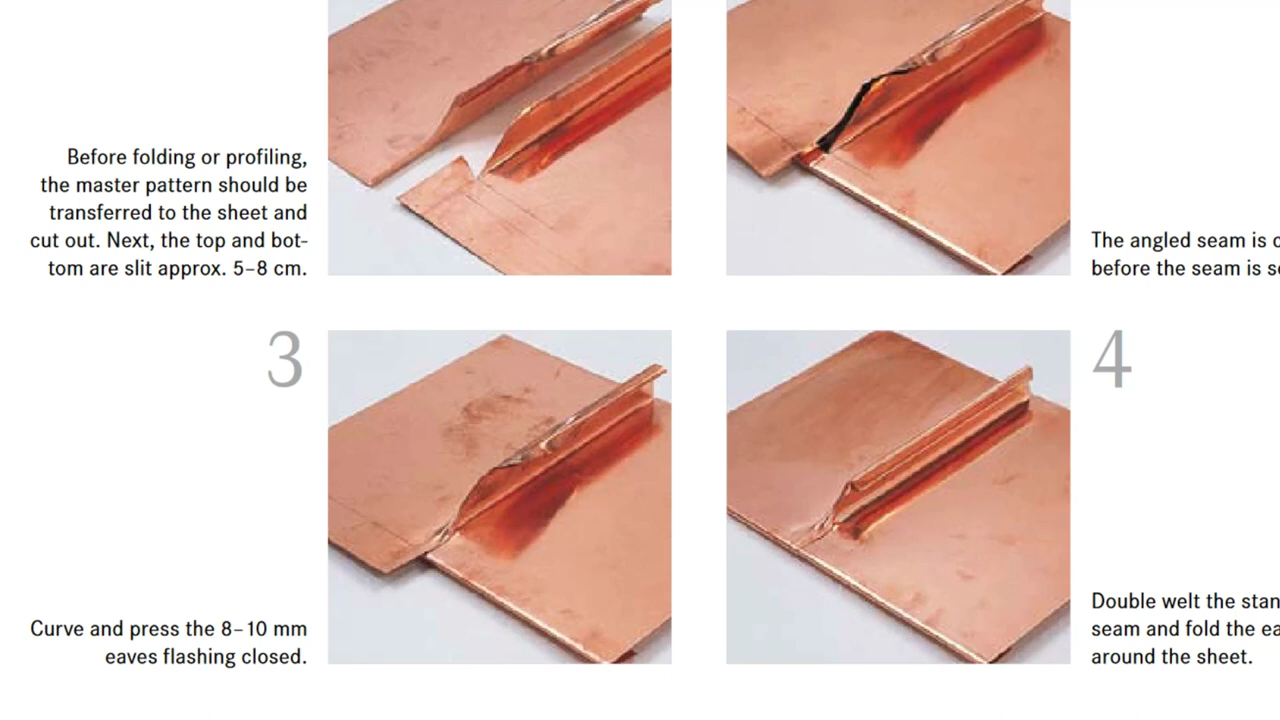 Before folding or profiling,
the master pattern should be
transferred to the sheet and
cut out. Next, the top and bot-
tom are slit approx. 5–8 cm.
The angled seam is
before the seam is
3
Curve and press the 8–10 mm
eaves flashing closed.
4
Double welt the
seam and fold the
around the sheet.